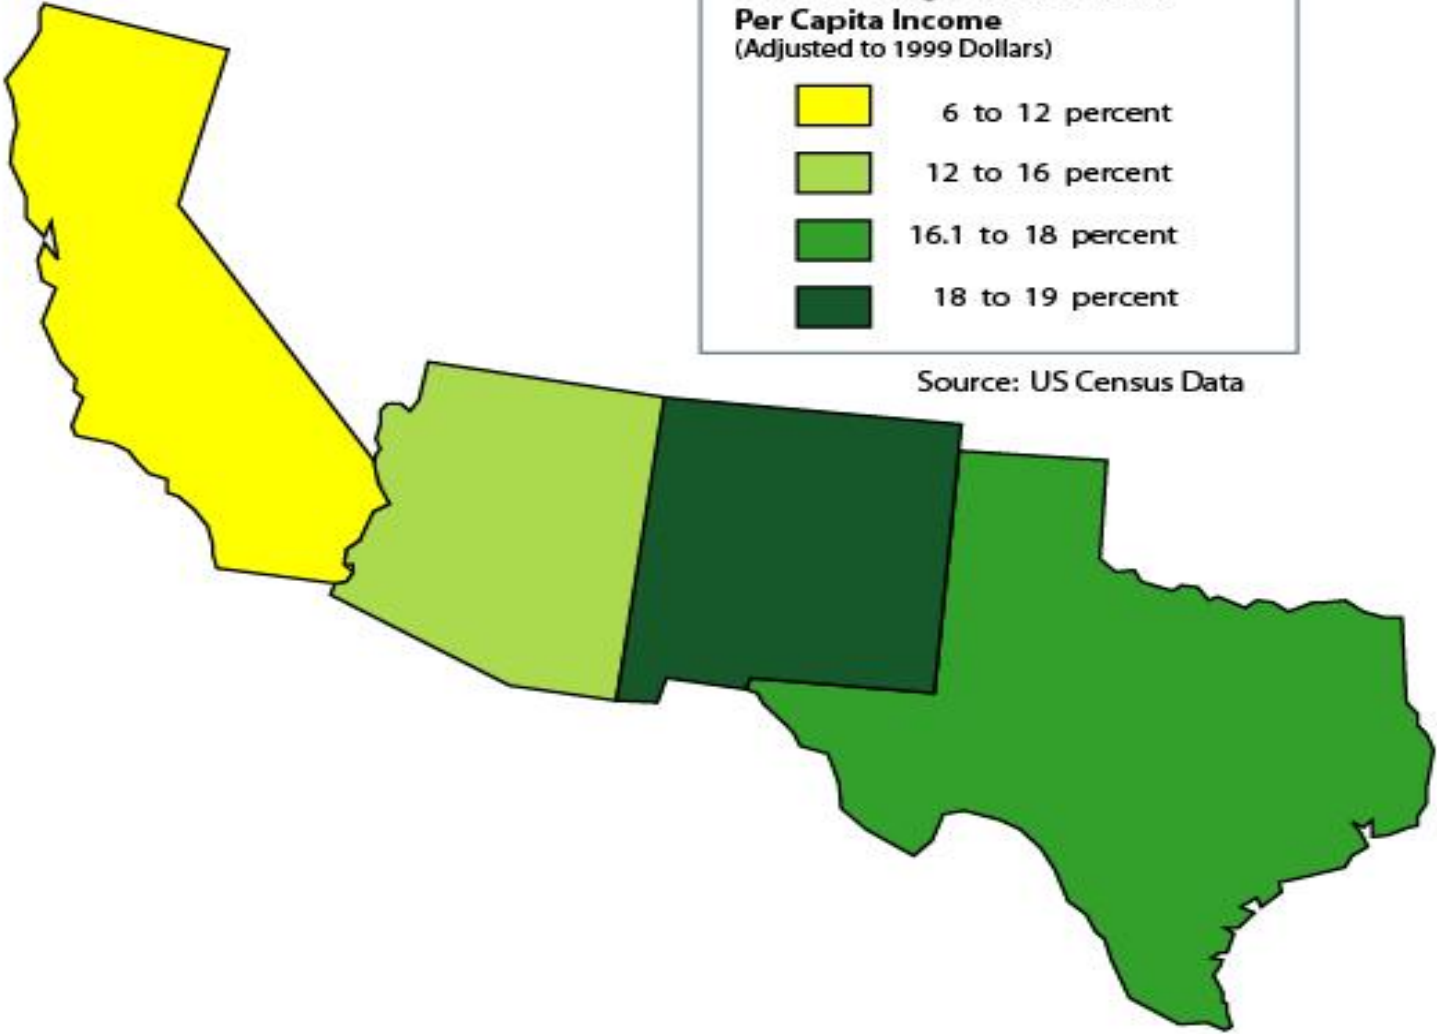 Per Capita Income
(Adjusted to 1999 Dollars)
6 to 12 percent
12 to 16 percent
16.1 to 18 percent
18 to 19 percent
Source: US Census Data